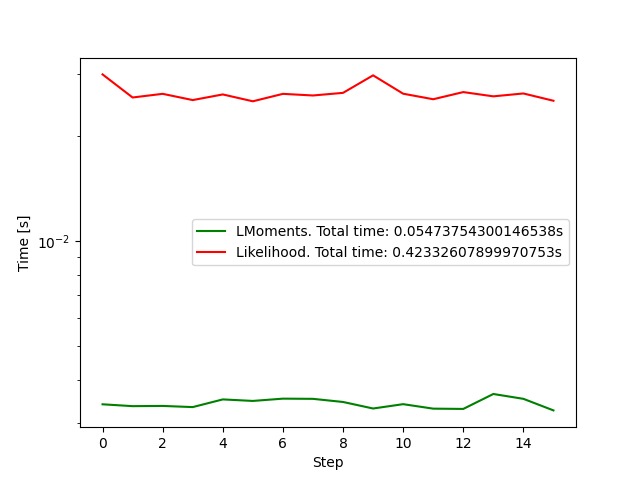 Time [s]
10⁻²
LMoments. Total time: 0.05473754300146538s
Likelihood. Total time: 0.42332607899970753s
0 2 4 6 8 10 12 14
Step